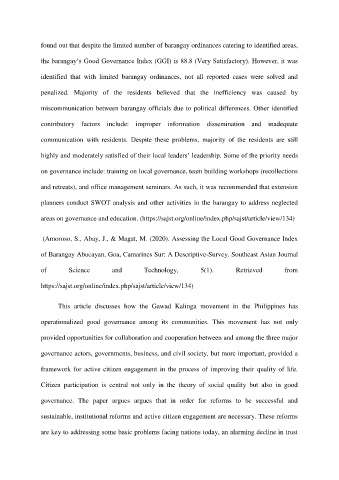 found out that despite the limited number of barangay ordinances catering to identified areas,
the barangay's Good Governance Index (GGI) is 88.8 (Very Satisfactory). However, it was
identified that with limited barangay ordinances, not all reported cases were solved and
penalized. Majority of the residents believed that the inefficiency was caused by
miscommunication between barangay officials due to political differences. Other identified
contributory factors include: improper information dissemination and inadequate
communication with residents. Despite these problems, majority of the residents are still
highly and moderately satisfied of their local leaders' leadership. Some of the priority needs
on governance include: training on local governance, team building workshops (recollections
and retreats), and office management seminars. As such, it was recommended that extension
planners conduct SWOT analysis and other activities in the barangay to address neglected
areas on governance and education. (https://sajst.org/online/index.php/sajst/article/view/134)
(Amoroso, S., Abay, J., & Magat, M. (2020). Assessing the Local Good Governance Index
of Barangay Abucayan, Goa, Camarines Sur: A Descriptive-Survey. Southeast Asian Journal
of Science and Technology, 5(1). Retrieved from
https://sajst.org/online/index.php/sajst/article/view/134)
This article discusses how the Gawad Kalinga movement in the Philippines has
operationalized good governance among its communities. This movement has not only
provided opportunities for collaboration and cooperation between and among the three major
governance actors, governments, business, and civil society, but more important, provided a
framework for active citizen engagement in the process of improving their quality of life.
Citizen participation is central not only in the theory of social quality but also in good
governance. The paper argues argues that in order for reforms to be successful and
sustainable, institutional reforms and active citizen engagement are necessary. These reforms
are key to addressing some basic problems facing nations today, an alarming decline in trust